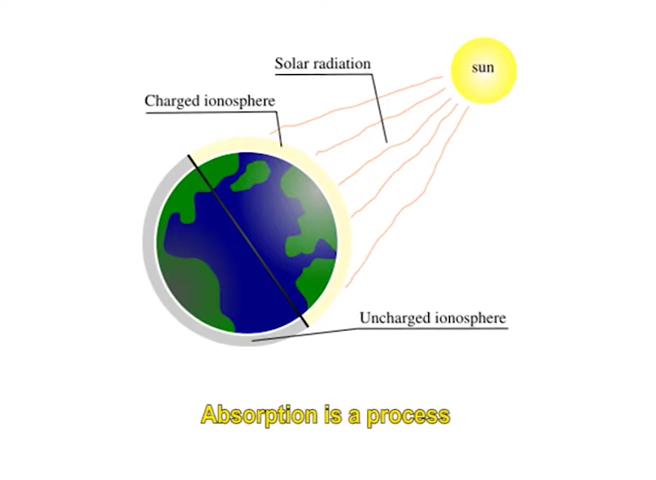 sun
Solar radiation
Charged ionosphere
Uncharged ionosphere
Absorption is a process